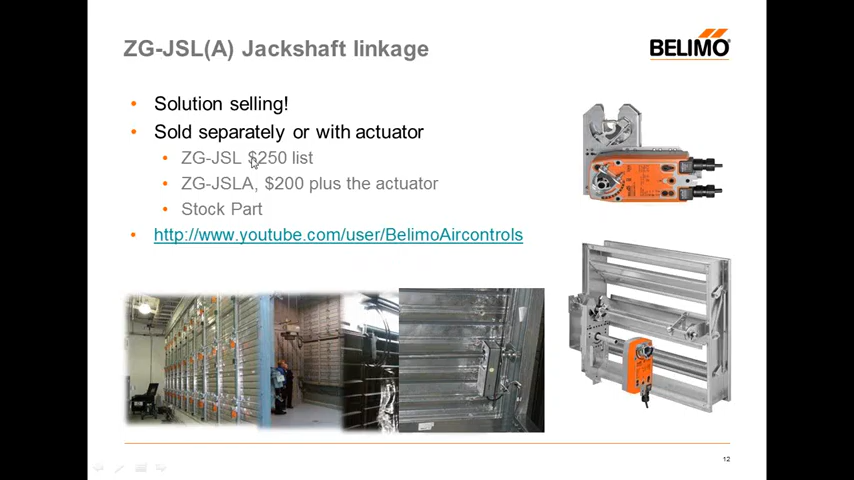 ZG-JSL(A) Jackshaft linkage
BELIMO
Solution selling!
Sold separately or with actuator
ZG-JSL $250 list
ZG-JSLA, $200 plus the actuator
Stock Part
http://www.youtube.com/user/BelimoAircontrols
12